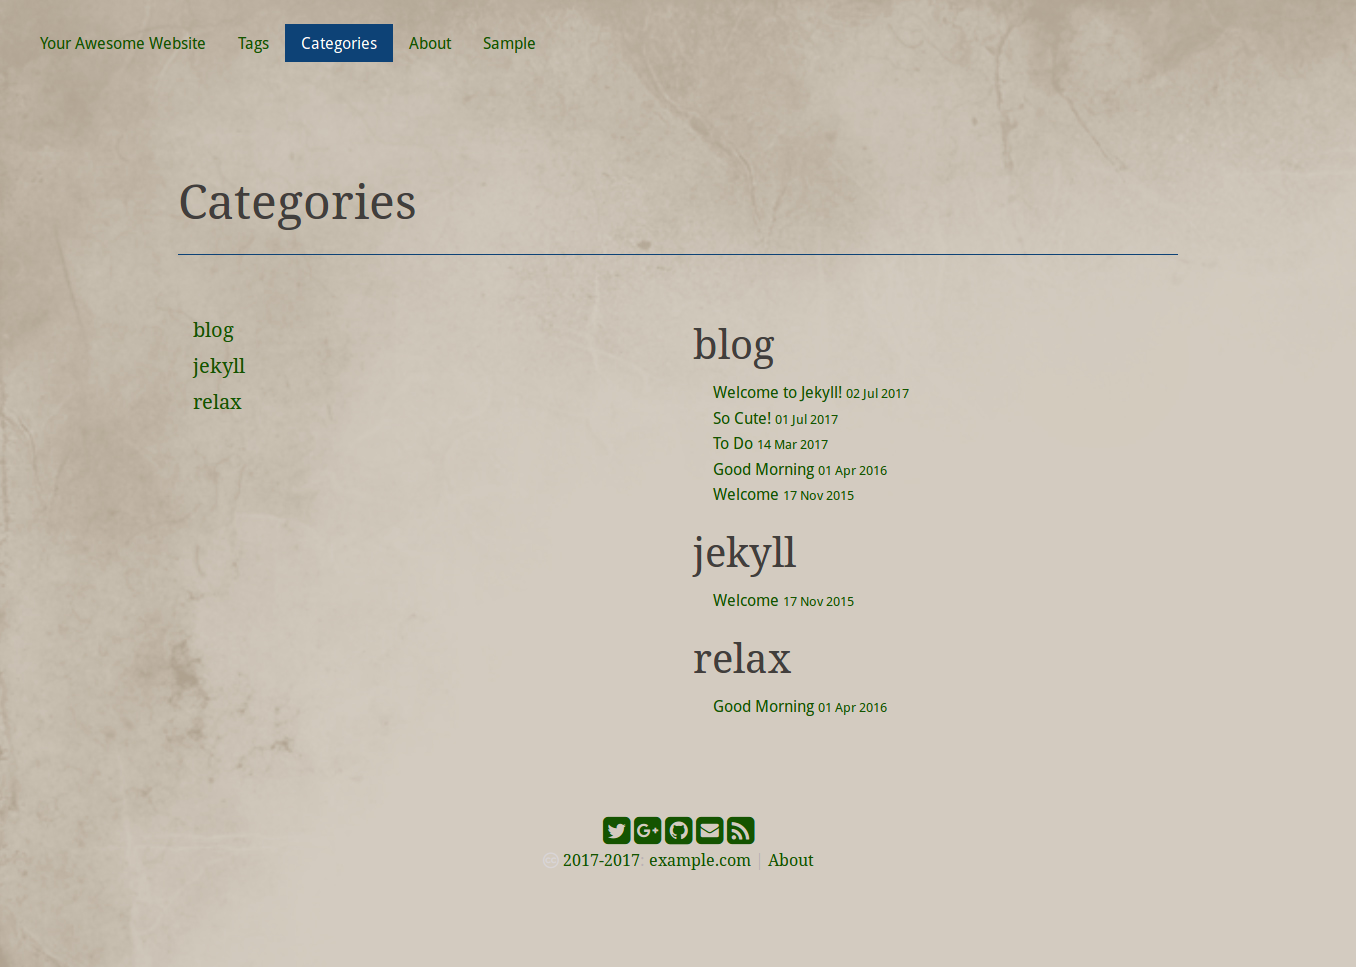 Your Awesome Website Tags Categories About Sample
Categories
blog
jekyll
relax
blog
Welcome to Jekyll! 02 Jul 2017
So Cute! 01 Jul 2017
To Do 14 Mar 2017
Good Morning 01 Apr 2016
Welcome 17 Nov 2015
jekyll
Welcome 17 Nov 2015
relax
Good Morning 01 Apr 2016
2017-2017: example.com | About